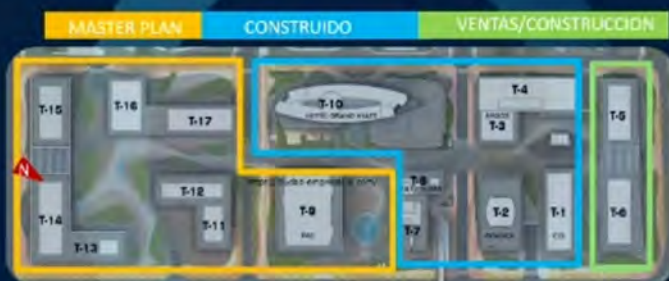 MASTER PLAN CONSTRUIDO VENTAS/CONSTRUCCION
T-15
T-16
T-17
T-10
T-4
T-3
T-5
N
T-14
T-13
T-12
T-11
T-9
T-8
T-7
T-2
T-1
T-6